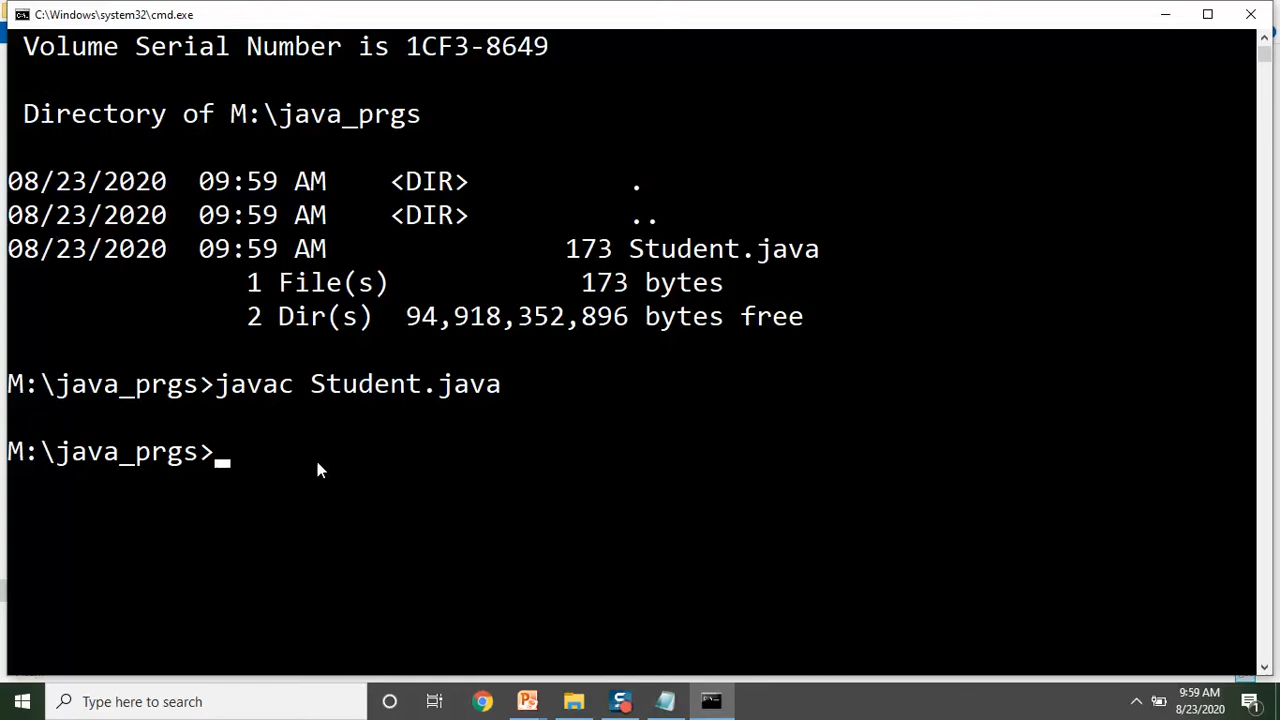 C:\Windows\system32\cmd.exe
Volume Serial Number is 1CF3-8649
Directory of M:\java_prgs
08/23/2020 09:59 AM <DIR> .
08/23/2020 09:59 AM <DIR> ..
08/23/2020 09:59 AM 173 Student.java
1 File(s) 173 bytes
2 Dir(s) 94,918,352,896 bytes free
M:\java_prgs>javac Student.java
M:\java_prgs>
Type here to search
9:59 AM
8/23/2020
1